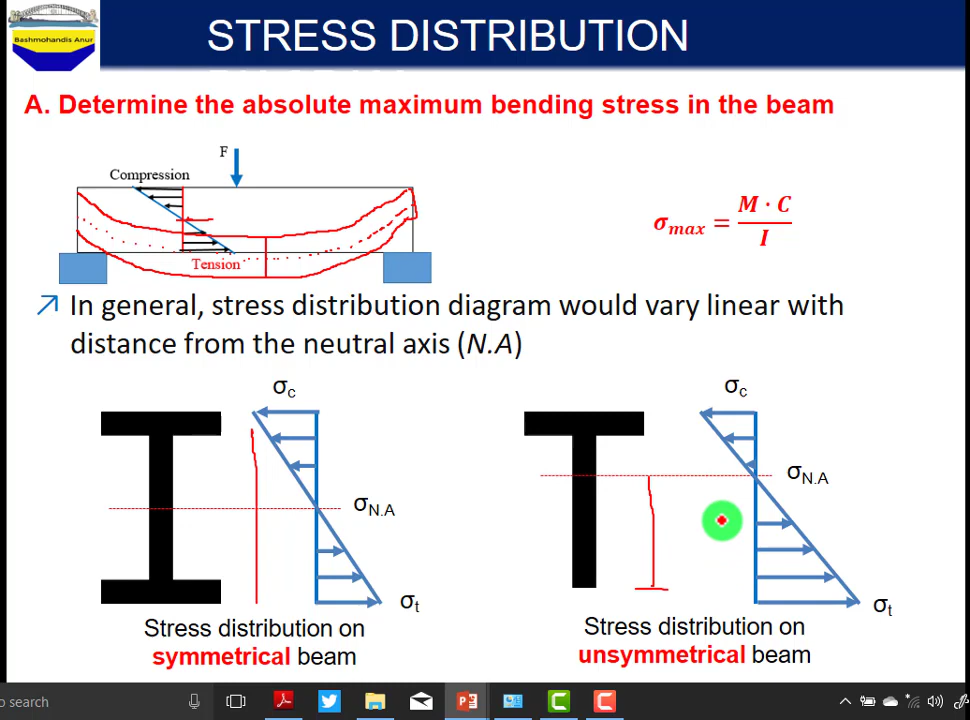 STRESS DISTRIBUTION
Bashmohandis Anur
A. Determine the absolute maximum bending stress in the beam
F
Compression
Tension
σmax = M · C / I
In general, stress distribution diagram would vary linear with
distance from the neutral axis (N.A)
σc
σN.A
σt
Stress distribution on
symmetrical beam
σc
σN.A
σt
Stress distribution on
unsymmetrical beam
o search